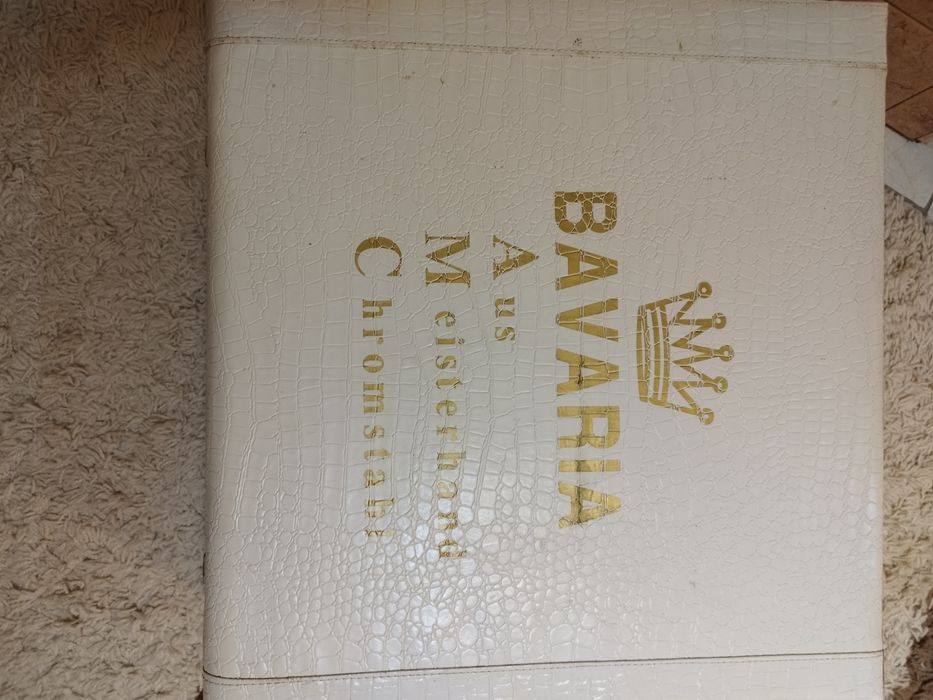 BAVARIA
Aus
Meisterhand
Chromstahl